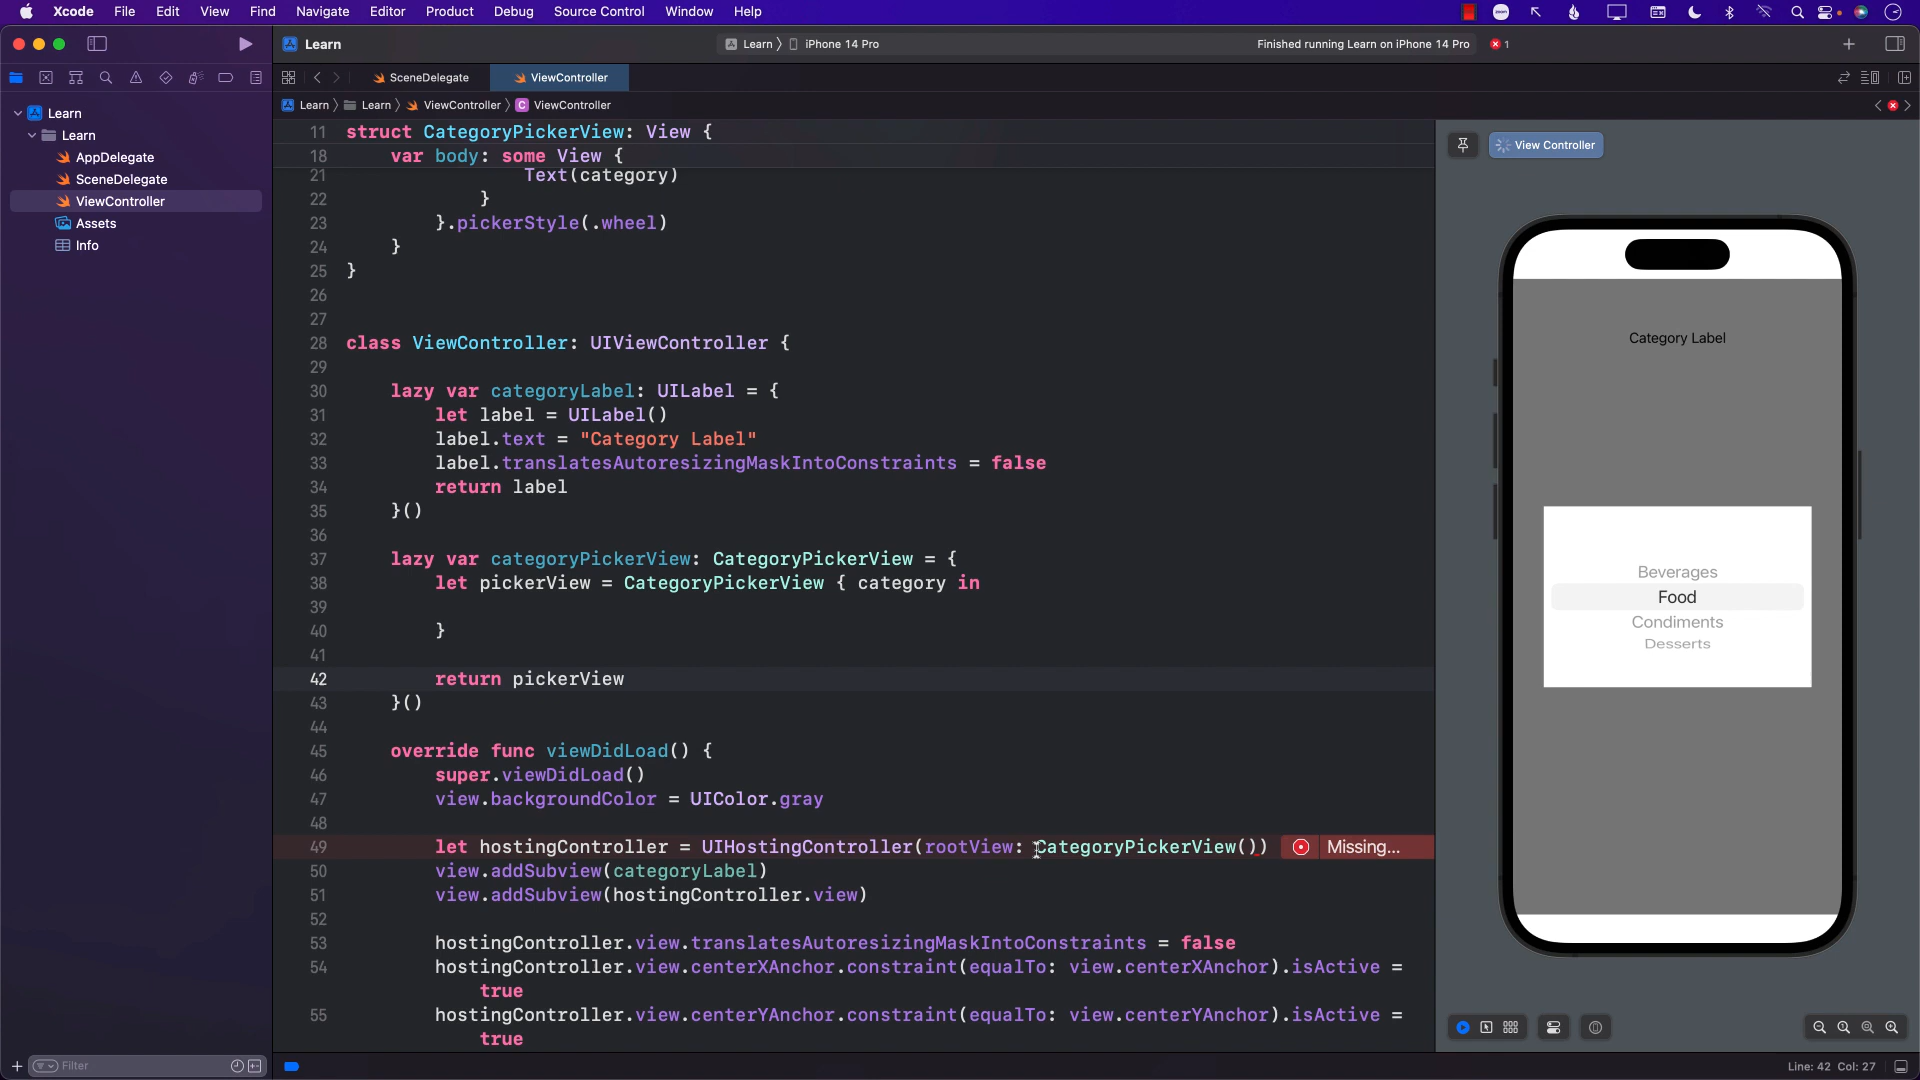 Xcode File Edit View Find Navigate Editor Product Debug Source Control Window Help
zoom
Learn
Learn 〉 iPhone 14 Pro
Finished running Learn on iPhone 14 Pro
1
SceneDelegate
ViewController
Learn 〉 Learn 〉 ViewController 〉 C ViewController
Learn
Learn
AppDelegate
SceneDelegate
ViewController
Assets
Info
Filter
11 struct CategoryPickerView: View {
18 var body: some View {
21 Text(category)
22 }
23 }.pickerStyle(.wheel)
24 }
25 }
26
27
28 class ViewController: UIViewController {
29
30 lazy var categoryLabel: UILabel = {
31 let label = UILabel()
32 label.text = "Category Label"
33 label.translatesAutoresizingMaskIntoConstraints = false
34 return label
35 }()
36
37 lazy var categoryPickerView: CategoryPickerView = {
38 let pickerView = CategoryPickerView { category in
39
40 }
41
42 return pickerView
43 }()
44
45 override func viewDidLoad() {
46 super.viewDidLoad()
47 view.backgroundColor = UIColor.gray
48
49 let hostingController = UIHostingController(rootView: CategoryPickerView()) Missing...
50 view.addSubview(categoryLabel)
51 view.addSubview(hostingController.view)
52
53 hostingController.view.translatesAutoresizingMaskIntoConstraints = false
54 hostingController.view.centerXAnchor.constraint(equalTo: view.centerXAnchor).isActive =
true
55 hostingController.view.centerYAnchor.constraint(equalTo: view.centerYAnchor).isActive =
true
View Controller
Category Label
Beverages
Food
Condiments
Desserts
Line: 42 Col: 27